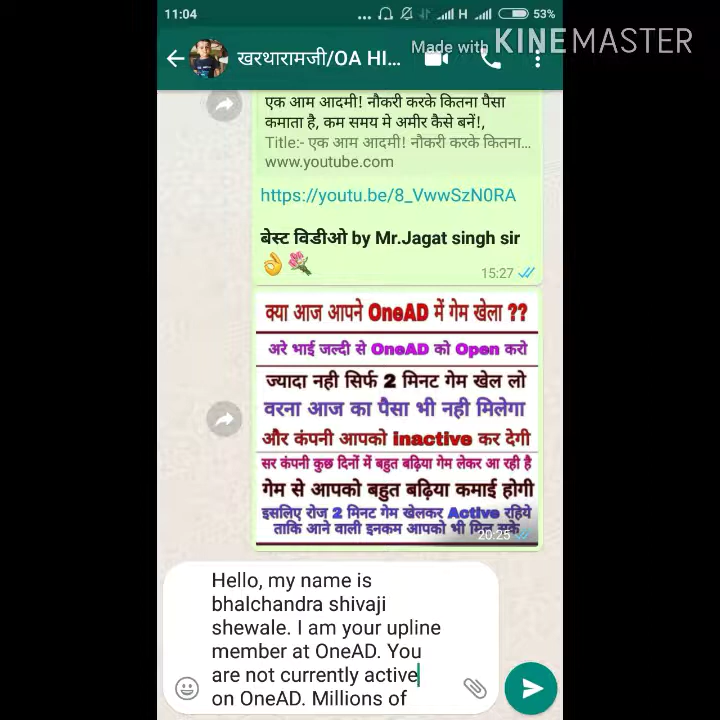 11:04
... H 53%
Made with KINEMASTER
खरथारामजी/OA HI...
एक आम आदमी! नौकरी करके कितना पैसा
कमाता है, कम समय मे अमीर कैसे बनें!,
Title:- एक आम आदमी! नौकरी करके कितना...
www.youtube.com
https://youtu.be/8_VwwSzN0RA
बेस्ट विडीओ by Mr.Jagat singh sir
15:27
क्या आज आपने OneAD में गेम खेला ??
अरे भाई जल्दी से OneAD को Open करो
ज्यादा नही सिर्फ 2 मिनट गेम खेल लो
वरना आज का पैसा भी नही मिलेगा
और कंपनी आपको inactive कर देगी
सर कंपनी कुछ दिनों में बहुत बढ़िया गेम लेकर आ रही है
गेम से आपको बहुत बढ़िया कमाई होगी
इसलिए रोज 2 मिनट गेम खेलकर Active रहिये
ताकि आने वाली इनकम आपको भी मिल सके
20:25
Hello, my name is
bhalchandra shivaji
shewale. I am your upline
member at OneAD. You
are not currently active
on OneAD. Millions of